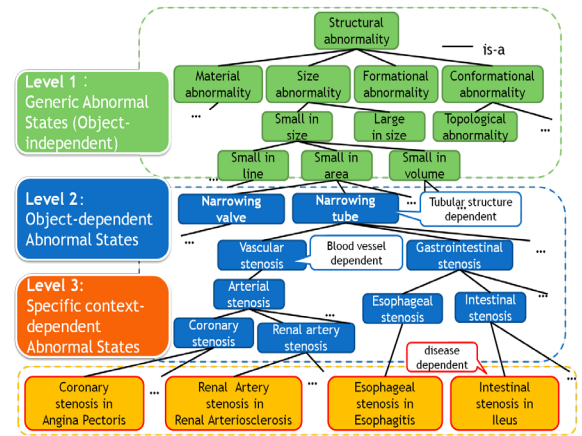 Structural
abnormality
is-a
Level 1：
Generic Abnormal
States (Object-
independent)
Material
abnormality
Size
abnormality
Formational
abnormality
Conformational
abnormality
...
Small in
size
Large
in size
Topological
abnormality
...
...
Small in
line
Small in
area
Small in
volume
Level 2:
Object-dependent
Abnormal States
Narrowing
valve
Narrowing
tube
...
Tubular structure
dependent
...
Vascular
stenosis
Blood vessel
dependent
Gastrointestinal
stenosis
...
Level 3:
Specific context-
dependent
Abnormal States
Arterial
stenosis
...
Esophageal
stenosis
Intestinal
stenosis
...
Coronary
stenosis
Renal artery
stenosis
disease
dependent
Coronary
stenosis in
Angina Pectoris
...
Renal Artery
stenosis in
Renal Arteriosclerosis
...
Esophageal
stenosis in
Esophagitis
Intestinal
stenosis in
Ileus
...